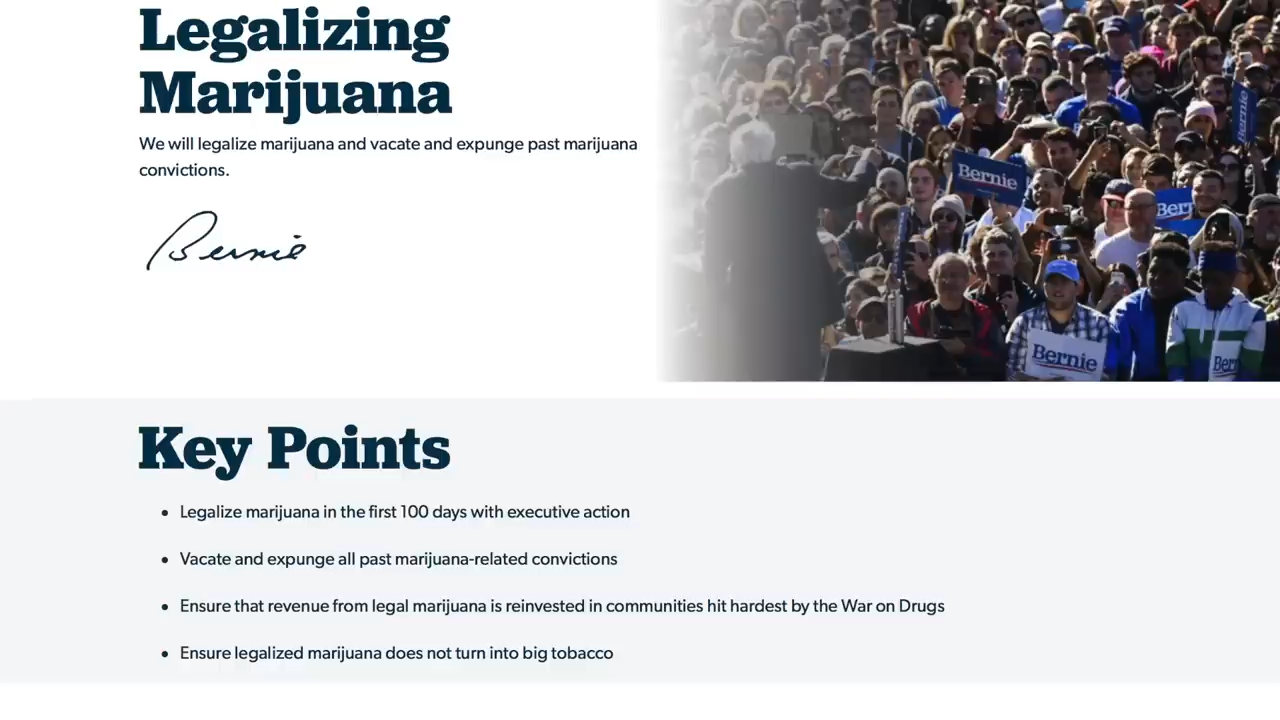 Legalizing
Marijuana
We will legalize marijuana and vacate and expunge past marijuana
convictions.
Bernie
Bernie
Bern
Bernie
Bern
Key Points
• Legalize marijuana in the first 100 days with executive action
• Vacate and expunge all past marijuana-related convictions
• Ensure that revenue from legal marijuana is reinvested in communities hit hardest by the War on Drugs
• Ensure legalized marijuana does not turn into big tobacco